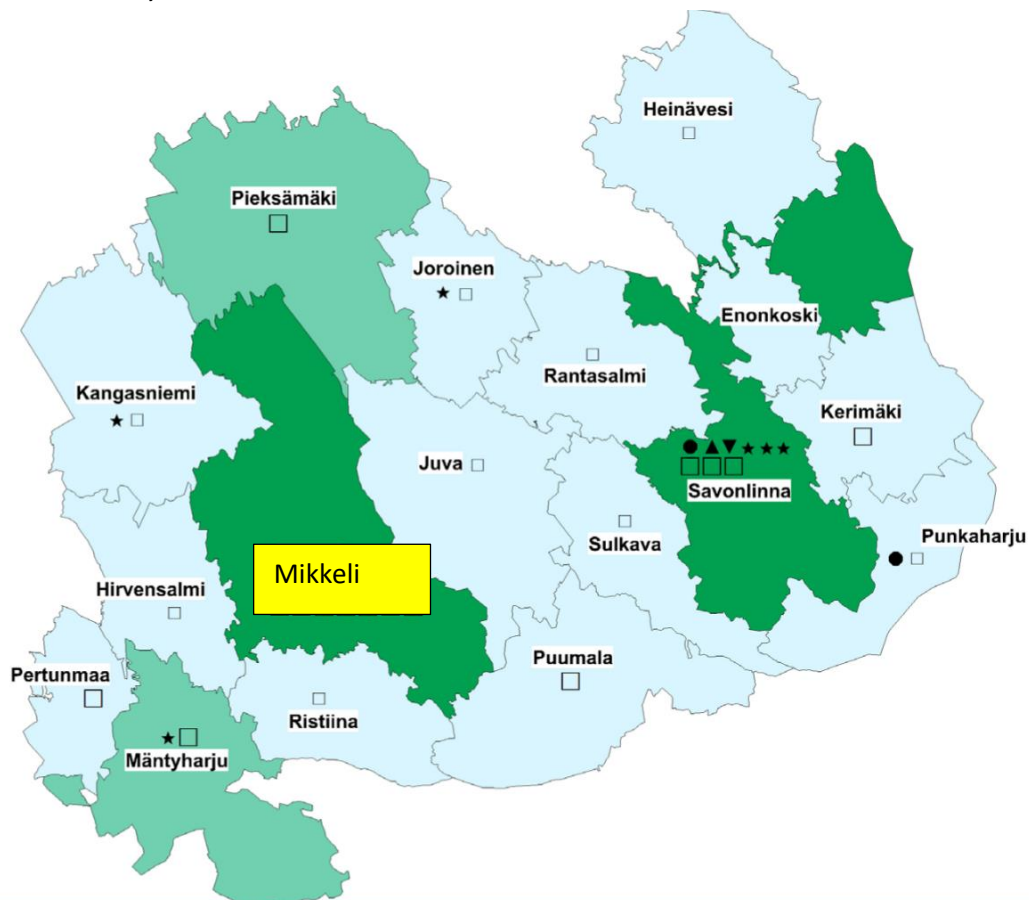 Heinävesi
Pieksämäki
Joroinen
Enonkoski
Rantasalmi
Kangasniemi
Kerimäki
Juva
Savonlinna
Punkaharju
Sulkava
Mikkeli
Hirvensalmi
Puumala
Pertunmaa
Ristiina
Mäntyharju